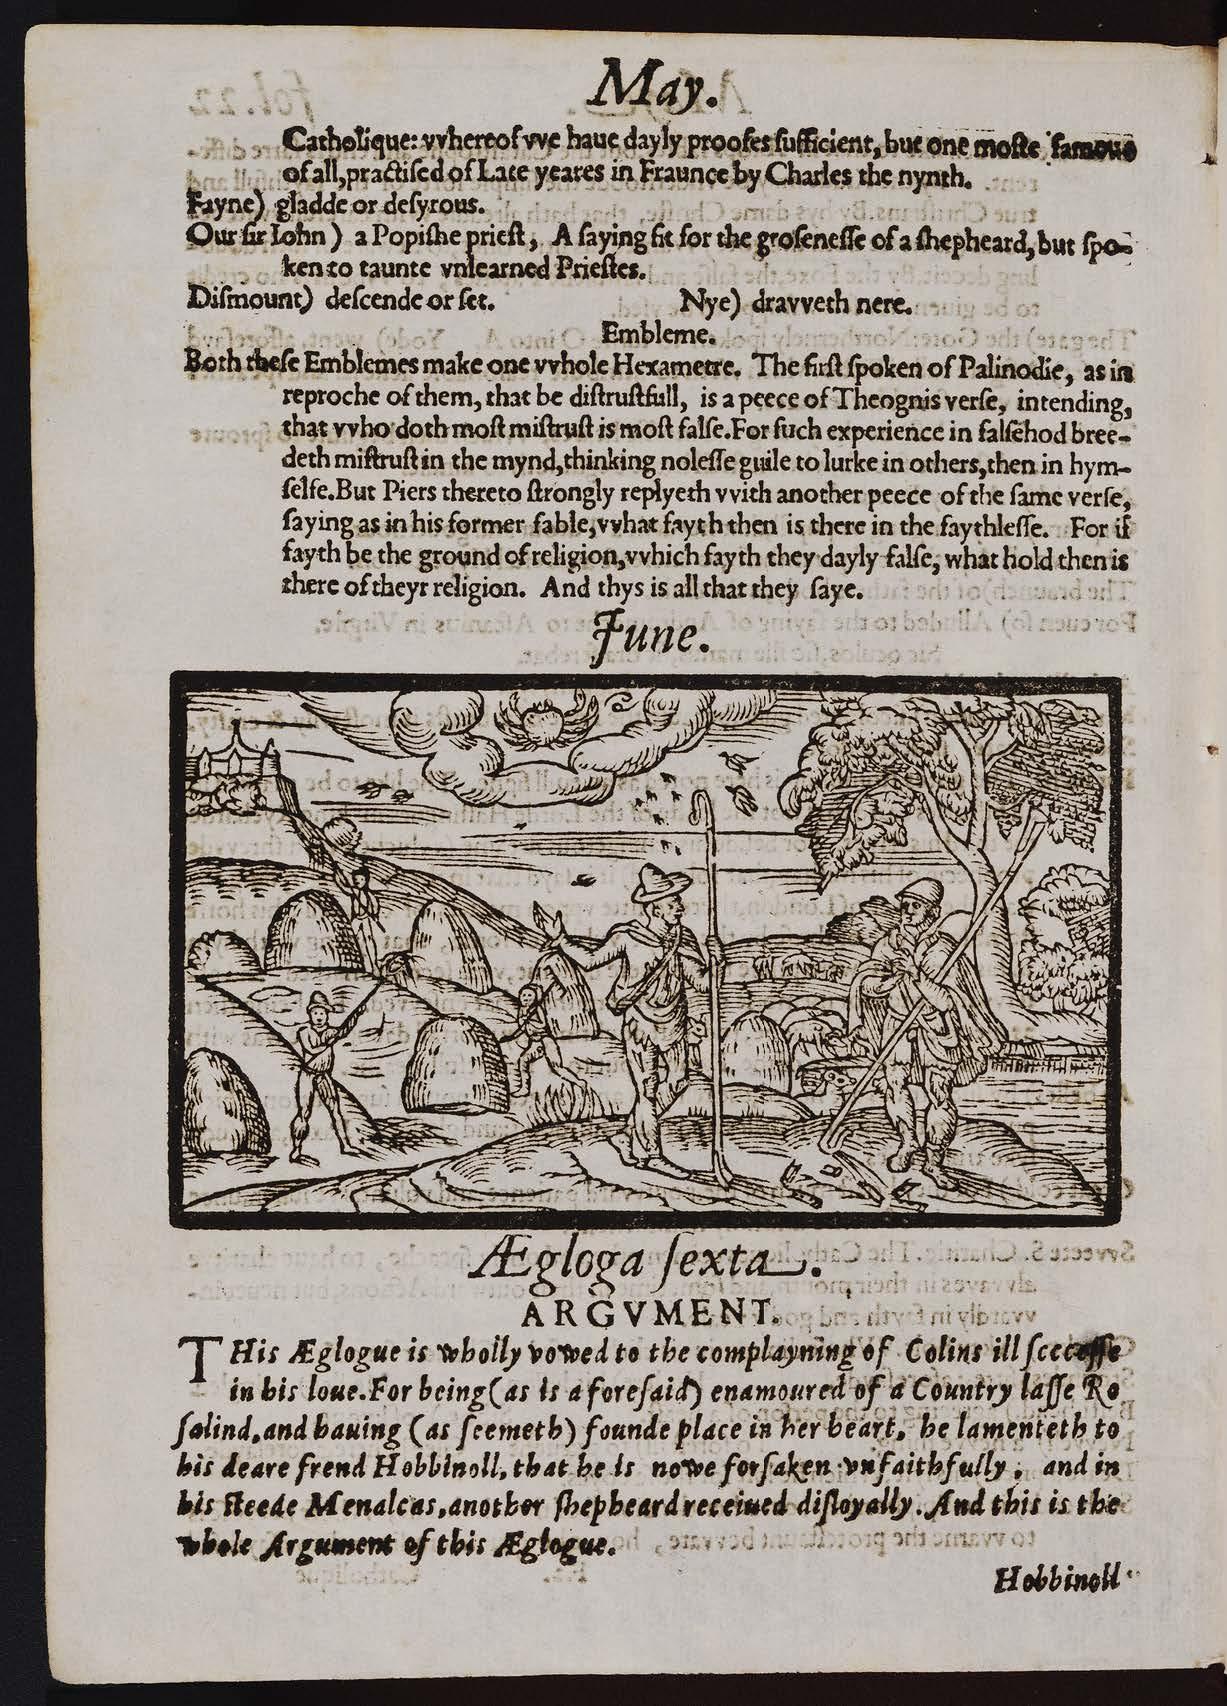 May.
Catholique: vvhereof vve haue dayly proofes ſufficient, but one moſte famous
of all, practiſed of Late yeares in Fraunce by Charles the nynth.
Fayne) gladde or deſyrous.
Our ſir Iohn) a Popiſhe prieſt, A ſaying fit for the groſeneſſe of a ſhepheard, but ſpo-
ken to taunte vnlearned Prieſtes.
Diſmount) deſcende or ſet. Nye) dravveth nere.
Embleme.
Both theſe Emblemes make one vvhole Hexametre. The firſt ſpoken of Palinodie, as in
reproche of them, that be diſtruſtfull, is a peece of Theognis verſe, intending,
that vvho doth moſt miſtruſt is moſt falſe. For ſuch experience in falſehod bree-
deth miſtruſt in the mynd, thinking noleſſe guile to lurke in others, then in hym-
ſelfe. But Piers thereto ſtrongly replyeth vvith another peece of the ſame verſe,
ſaying as in his former fable, vvhat fayth then is there in the faythleſſe. For if
fayth be the ground of religion, vvhich fayth they dayly falſe, what hold then is
there of theyr religion. And thys is all that they ſaye.
June.
Ægloga ſexta.
ARGVMENT.
THis Æglogue is wholly vowed to the complayning of Colins ill ſcceſſe
in his loue. For being (as is aforeſaid) enamoured of a Country laſſe Ro
ſalind, and hauing (as ſeemeth) founde place in her heart, he lamenteth to
his deare frend Hobbinoll, that he is nowe forſaken vnfaithfully, and in
his ſteede Menalcas, another ſhepheard receiued diſloyally. And this is the
whole Argument of this Æglogue.
Hobbinoll